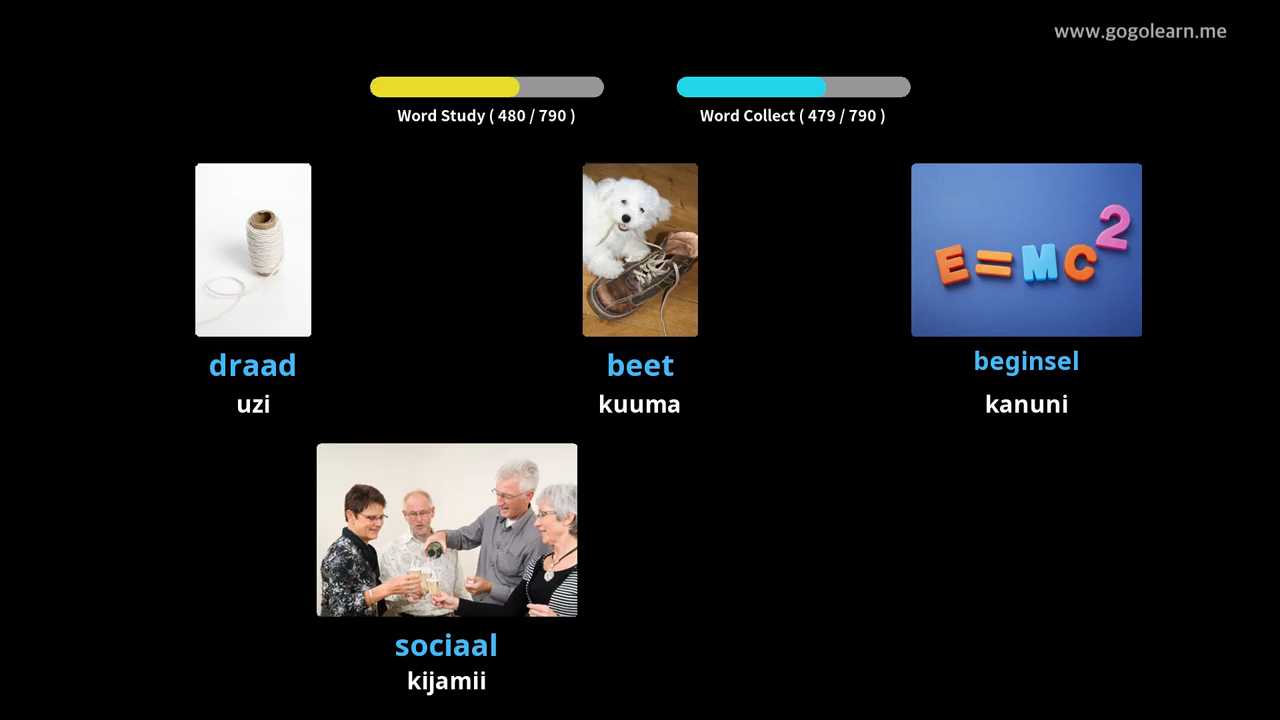 www.gogolearn.me
Word Study ( 480 / 790 )
Word Collect ( 479 / 790 )
E=MC2
draad
uzi
beet
kuuma
beginsel
kanuni
sociaal
kijamii